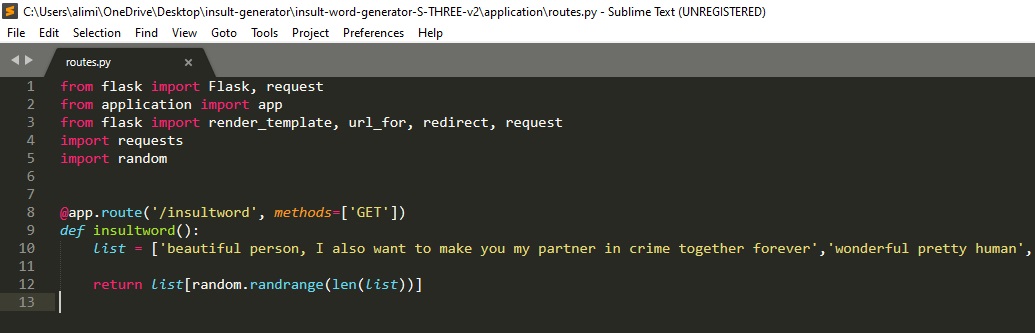 C:\Users\alimi\OneDrive\Desktop\insult-generator\insult-word-generator-S-THREE-v2\application\routes.py - Sublime Text (UNREGISTERED)
File Edit Selection Find View Goto Tools Project Preferences Help
routes.py ×
1 from flask import Flask, request
2 from application import app
3 from flask import render_template, url_for, redirect, request
4 import requests
5 import random
6
7
8 @app.route('/insultword', methods=['GET'])
9 def insultword():
10     list = ['beautiful person, I also want to make you my partner in crime together forever','wonderful pretty human',
11
12     return list[random.randrange(len(list))]
13